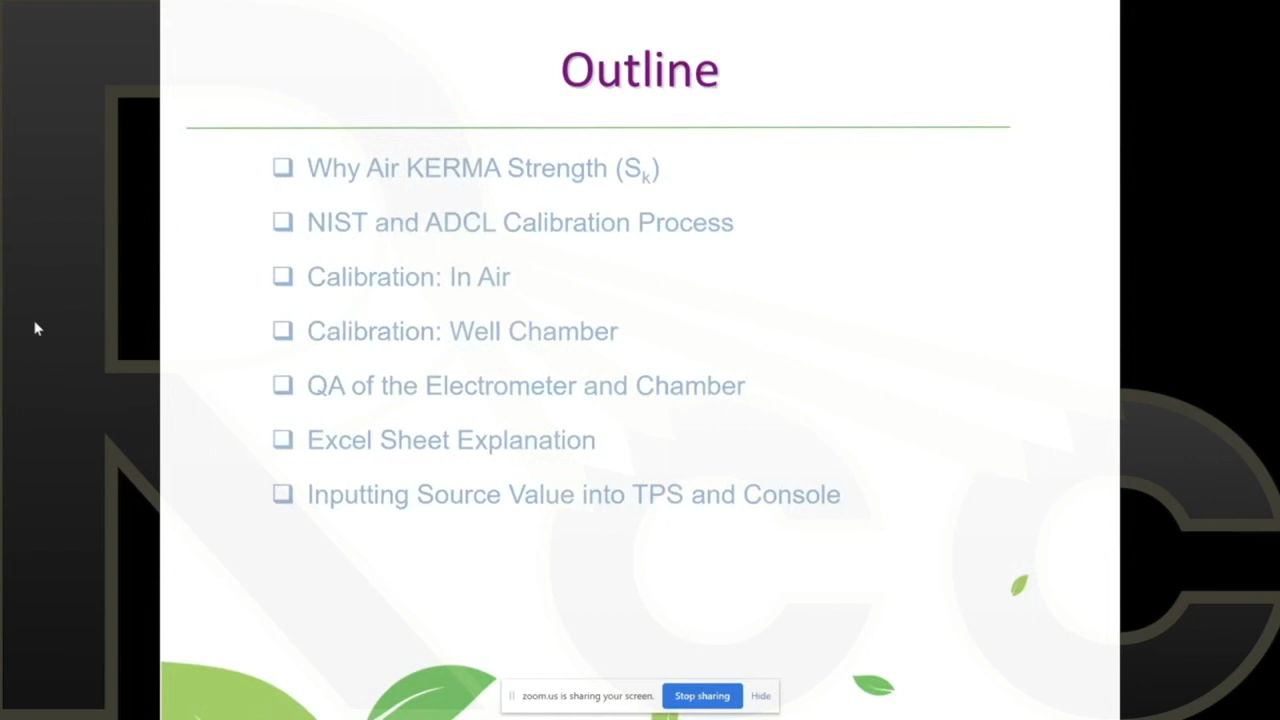 Outline
❑ Why Air KERMA Strength (Sk)
❑ NIST and ADCL Calibration Process
❑ Calibration: In Air
❑ Calibration: Well Chamber
❑ QA of the Electrometer and Chamber
❑ Excel Sheet Explanation
❑ Inputting Source Value into TPS and Console
zoom.us is sharing your screen. Stop sharing Hide